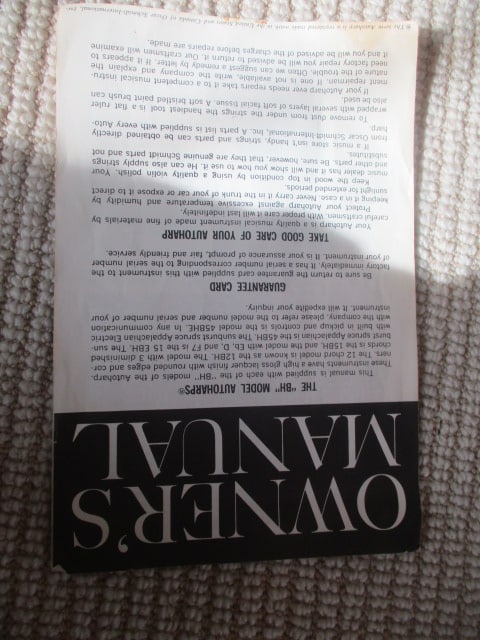 OWNER'S
MANUAL
THE "BH" MODEL AUTOHARPS®
This manual is supplied with each of the "BH" models of the Autoharp.
These instruments have a high gloss lacquer finish with rounded edges and cor-
ners. The 12 chord model is known as the 12BH. The model with 3 diminished
chords is the 15BH, and the model with Eb, D, and F7 is the 15 EBH. The sun-
burst spruce Appalachian is the 45BH. The sunburst spruce Appalachian Electric
with built in pickup and controls is the model 45BSHE. In any communication
with the company, please refer to the model number and serial number of your
instrument. It will expedite your inquiry.
GUARANTEE CARD
Be sure to return the guarantee card supplied with this instrument to the
factory immediately. It has a serial number corresponding to the serial number
of your instrument. It is your assurance of prompt, fair and friendly service.
TAKE GOOD CARE OF YOUR AUTOHARP
Your Autoharp is a quality musical instrument made of fine materials by
careful craftsmen. With proper care it will last indefinitely.
Protect your Autoharp against excessive temperature and humidity by
keeping it in a case. Never carry it in the trunk of your car or expose it to direct
sunlight for extended periods.
Keep the wood in top condition by using a quality violin polish. Your
music dealer has it and will show you how to use it. He can also supply strings
and other parts. Be sure, however, that they are genuine Schmidt parts and not
substitutes.
If a music store isn't handy, strings and parts can be obtained directly
from Oscar Schmidt-International, Inc. A parts list is supplied with every Auto-
harp.
To remove dust from under the strings the handiest tool is a flat ruler
wrapped with several layers of soft facial tissue. A soft bristled paint brush can
also be used.
If your Autoharp ever needs repairs take it to a competent musical instru-
ment repairman. If one is not available, write the company and explain the
nature of the trouble. Often we can suggest a remedy by letter. If it appears to
need factory repair you will be advised to return it. Our craftsmen will examine
it and you will be advised of the charges before repairs are made.
® The name Autoharp is a registered trade mark in the United States and Canada of Oscar Schmidt-International, Inc.